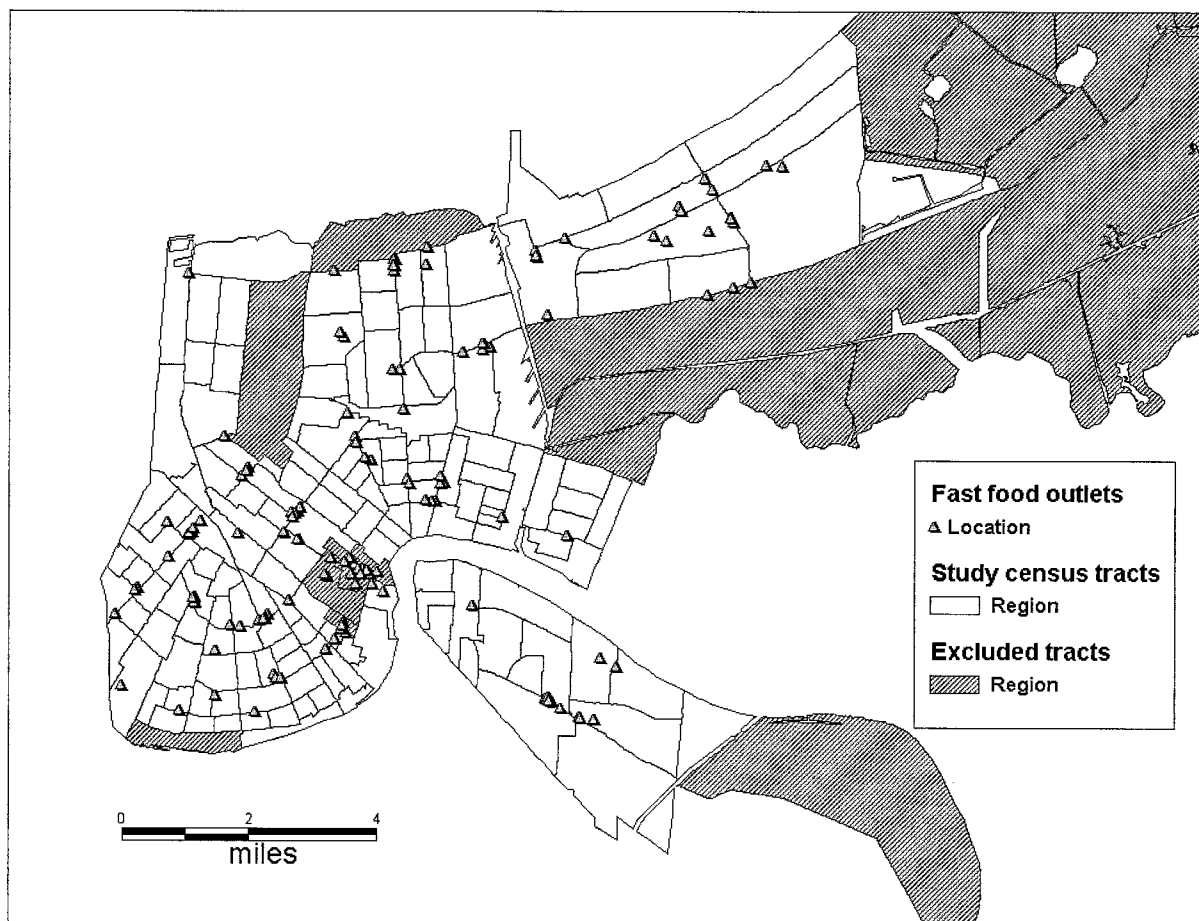 Fast food outlets
Location
Study census tracts
Region
Excluded tracts
Region
0 2 4
miles